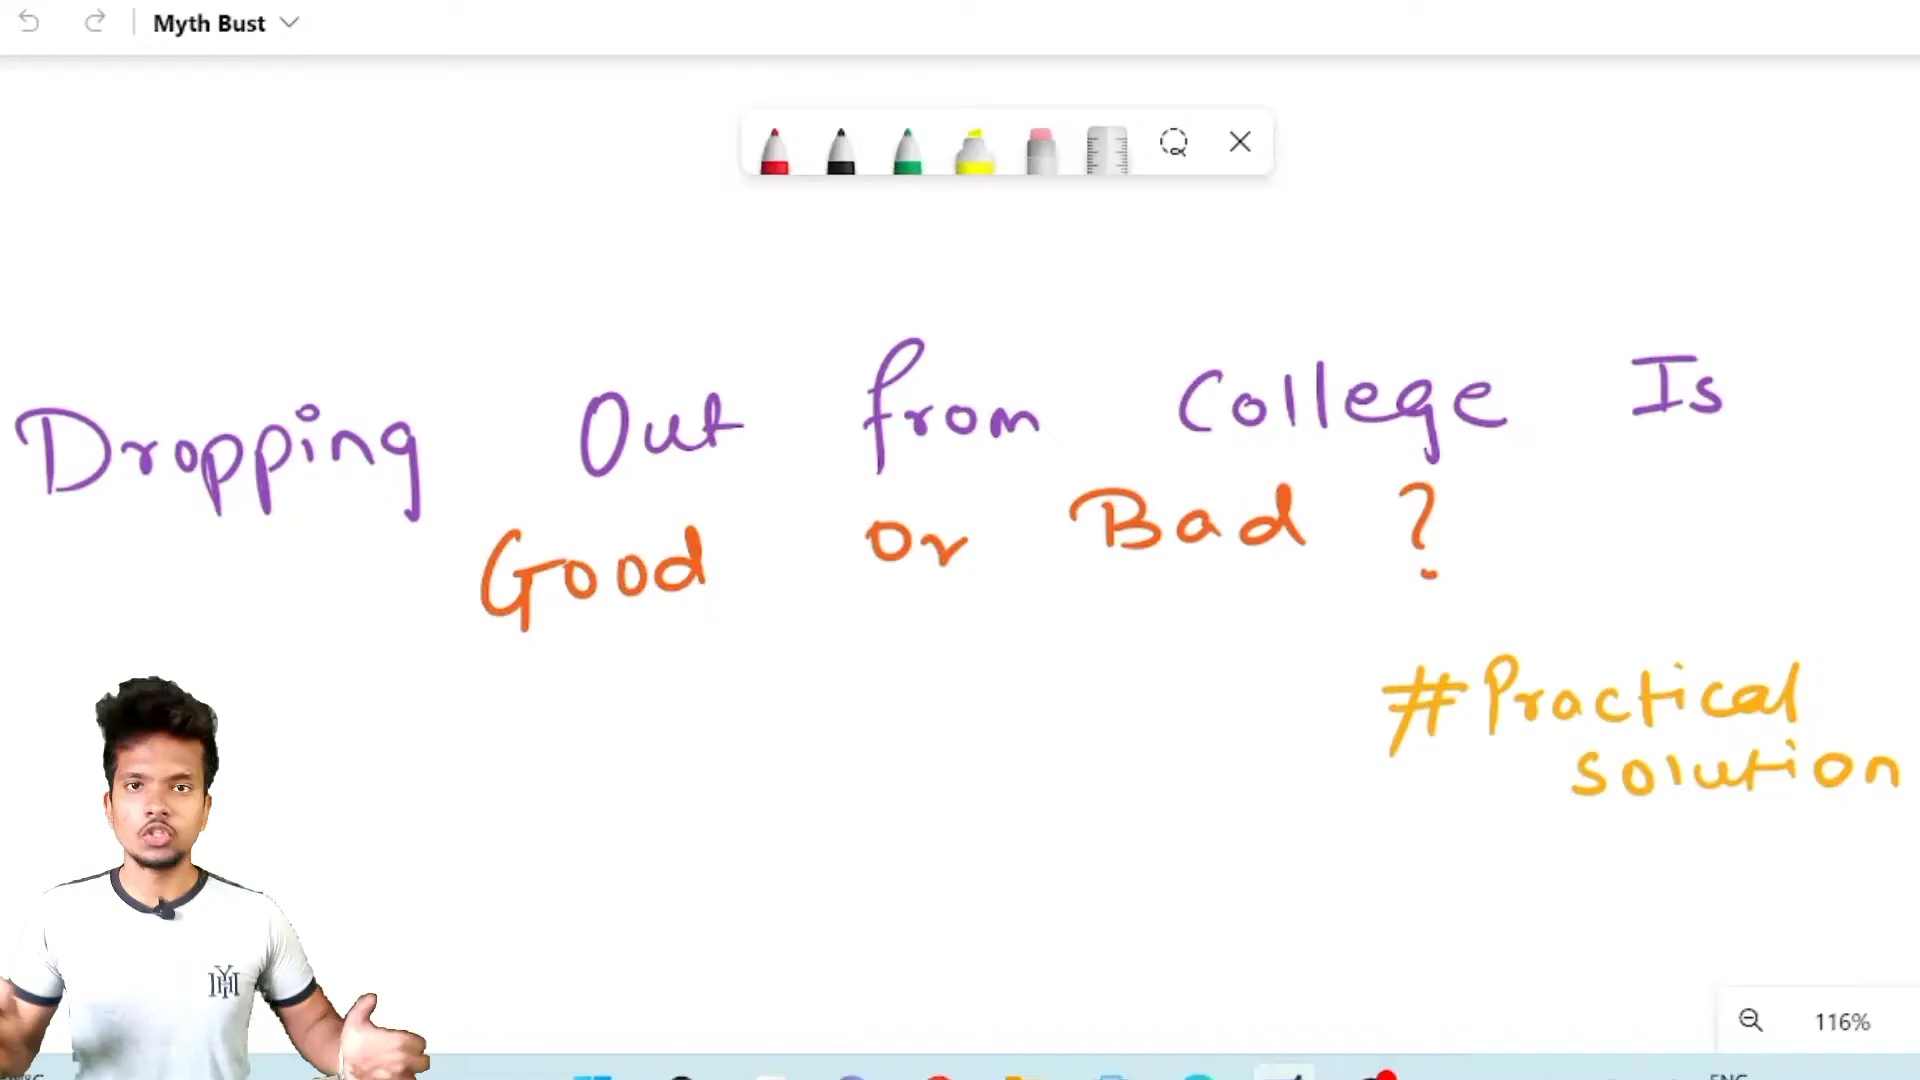 Myth Bust
Dropping Out from College Is
Good or Bad ?
#Practical
solution
116%